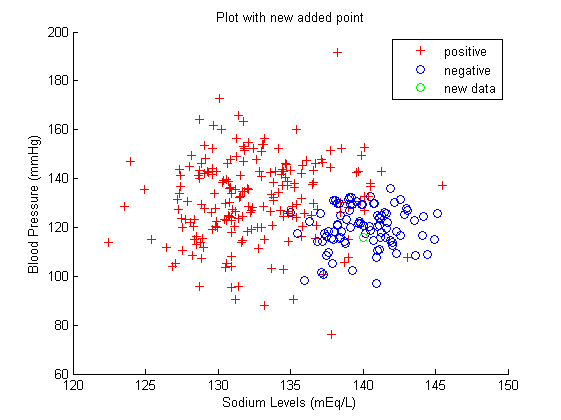 Plot with new added point
200
180
160
140
120
100
80
60
120
125
130
135
140
145
150
Blood Pressure (mmHg)
Sodium Levels (mEq/L)
positive
negative
new data